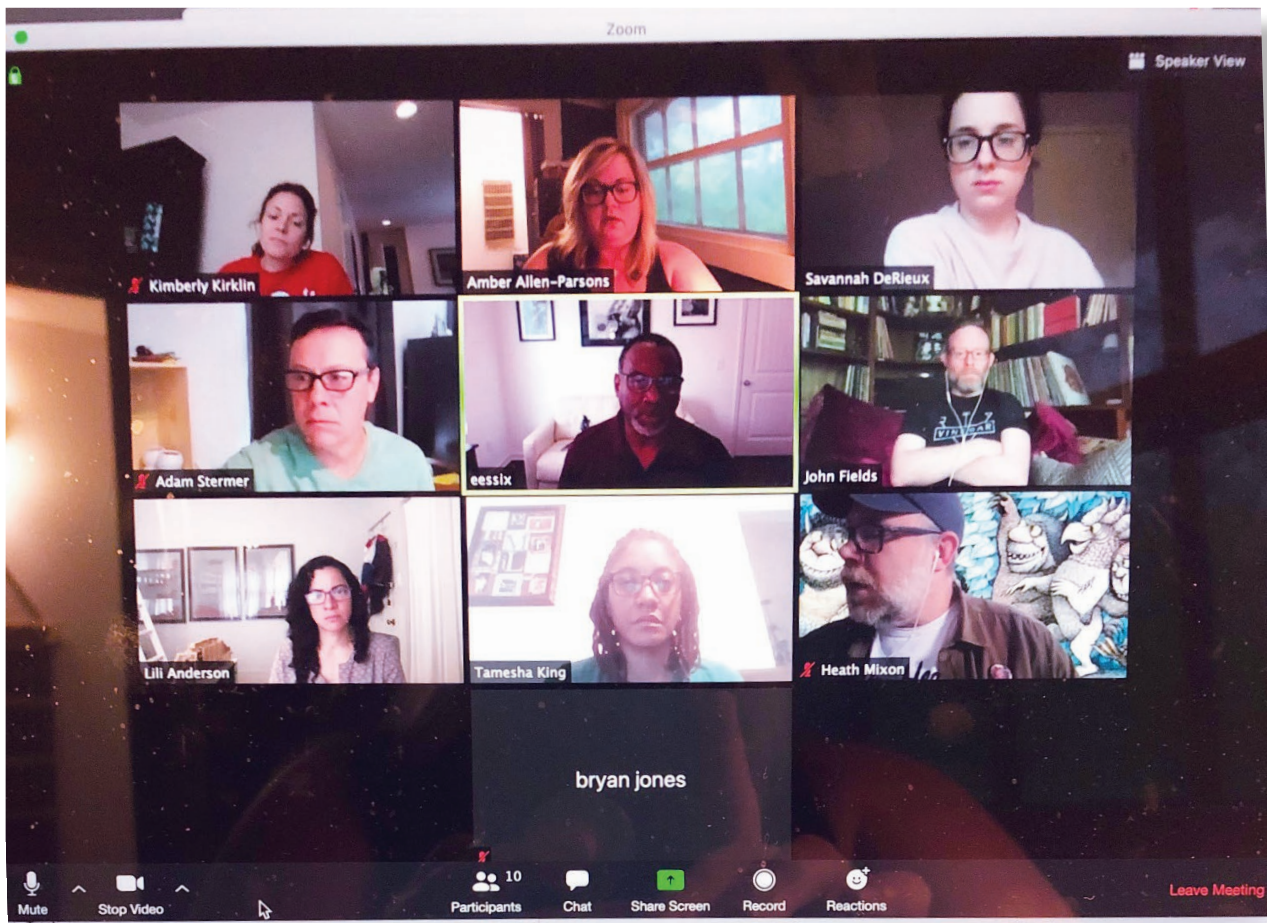 Zoom
Speaker View
Kimberly Kirklin
Amber Allen-Parsons
Savannah DeRieux
Adam Stermer
eessix
John Fields
VINEGAR
Lili Anderson
Tamesha King
Heath Mixon
bryan jones
Mute
Stop Video
Participants
10
Chat
Share Screen
Record
Reactions
Leave Meeting